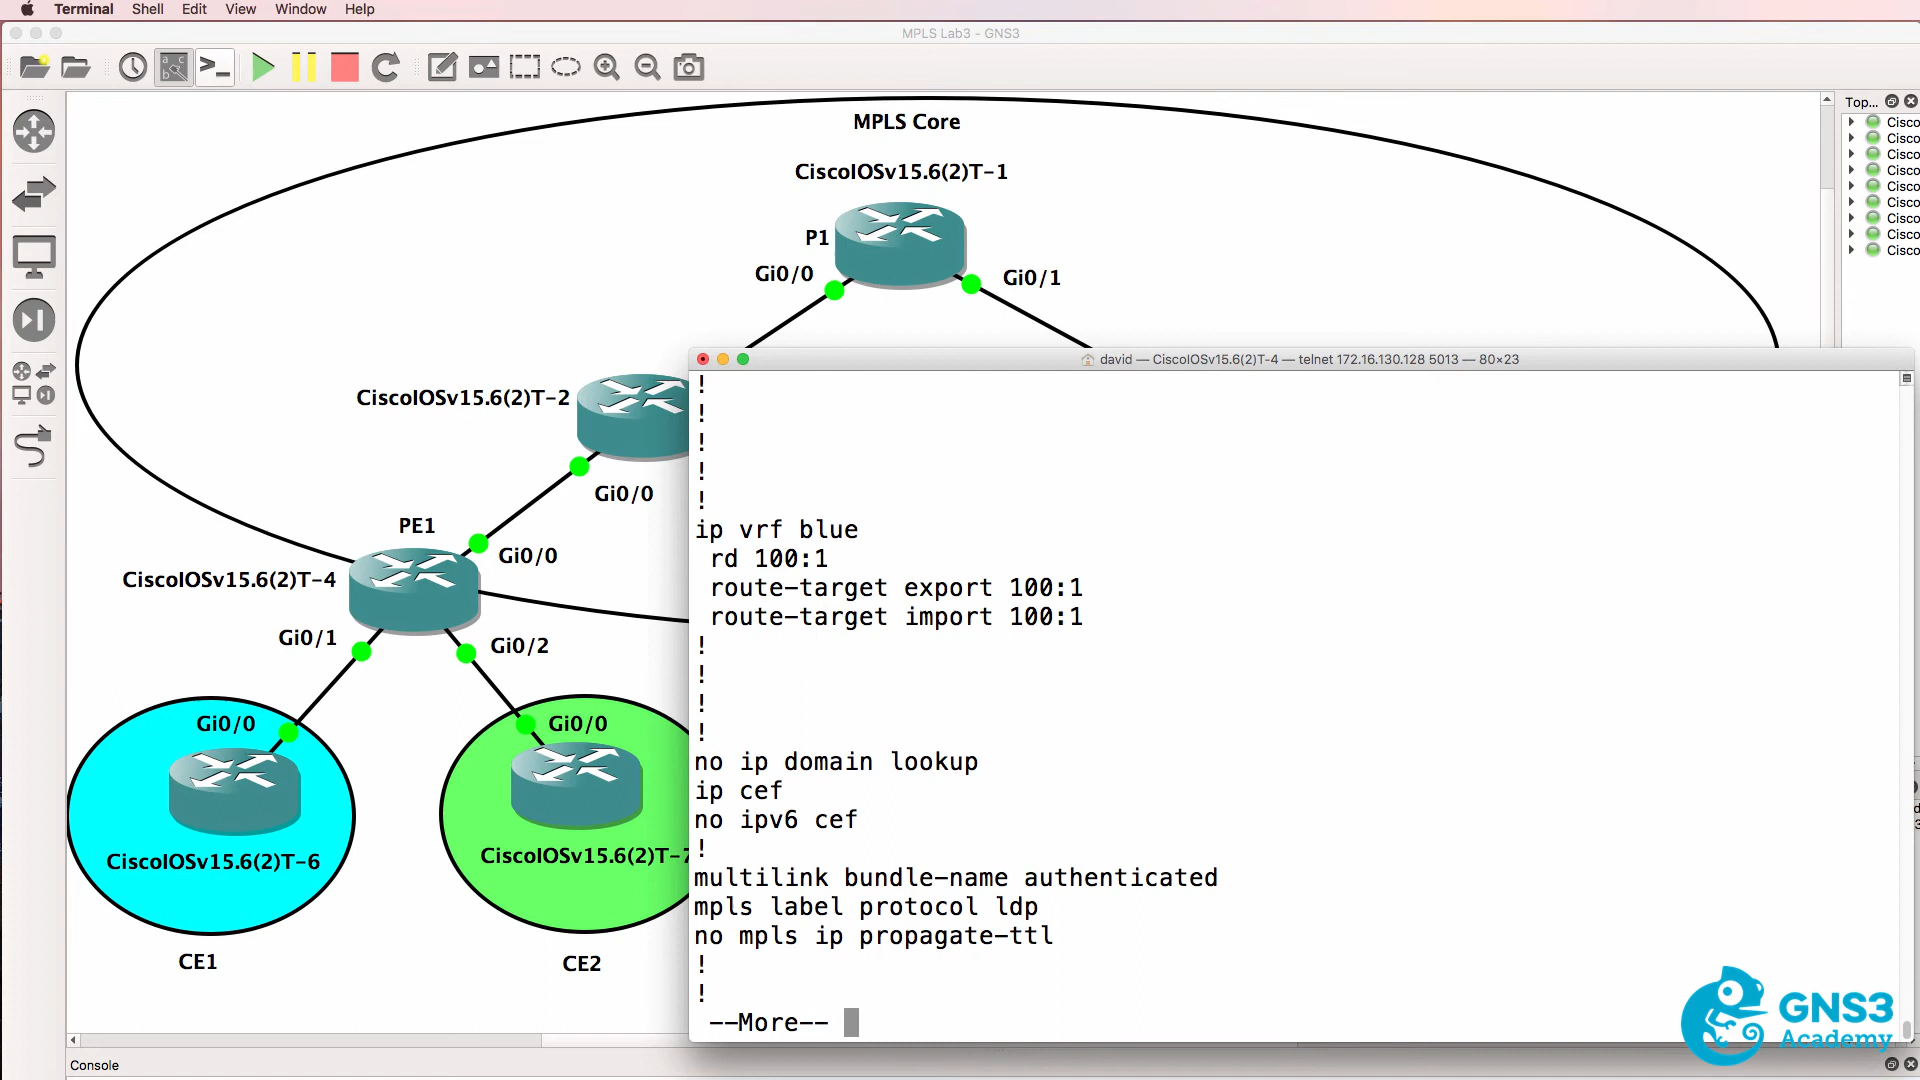 Terminal Shell Edit View Window Help
MPLS Lab3 - GNS3
MPLS Core
CiscoIOSv15.6(2)T-1
P1
Gi0/0
Gi0/1
CiscoIOSv15.6(2)T-2
Gi0/0
PE1
Gi0/0
CiscoIOSv15.6(2)T-4
Gi0/1
Gi0/2
Gi0/0
CiscoIOSv15.6(2)T-6
CE1
Gi0/0
CiscoIOSv15.6(2)T-7
CE2
Top...
Cisco
Cisco
Cisco
Cisco
Cisco
Cisco
Cisco
Cisco
Cisco
david — CiscoIOSv15.6(2)T-4 — telnet 172.16.130.128 5013 — 80×23
!
!
!
!
!
ip vrf blue
rd 100:1
route-target export 100:1
route-target import 100:1
!
!
!
!
no ip domain lookup
ip cef
no ipv6 cef
!
multilink bundle-name authenticated
mpls label protocol ldp
no mpls ip propagate-ttl
!
!
--More--
Console
GNS3
Academy